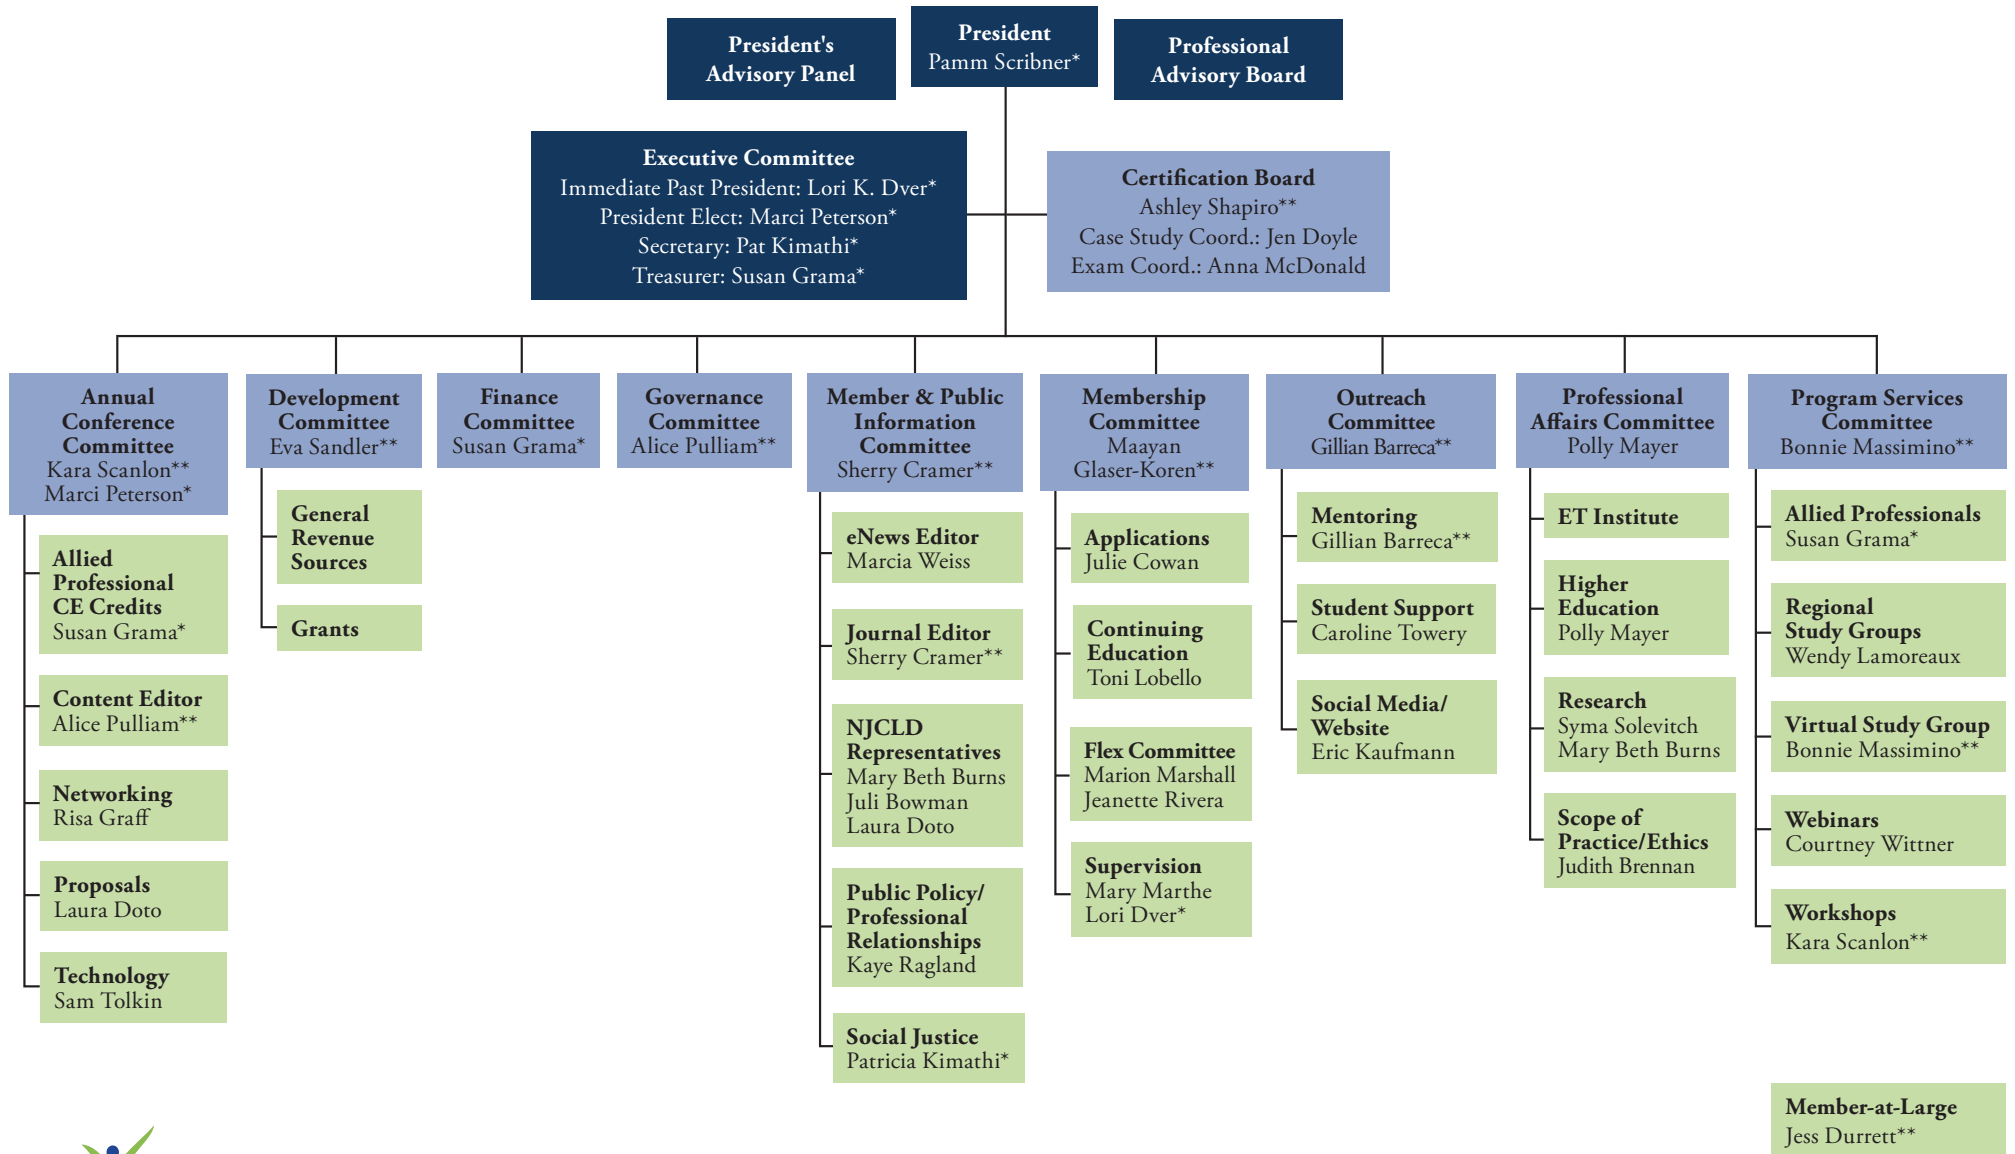 President's
Advisory Panel
President
Pamm Scribner*
Professional
Advisory Board
Executive Committee
Immediate Past President: Lori K. Dver*
President Elect: Marci Peterson*
Secretary: Pat Kimathi*
Treasurer: Susan Grama*
Certification Board
Ashley Shapiro**
Case Study Coord.: Jen Doyle
Exam Coord.: Anna McDonald
Annual
Conference
Committee
Kara Scanlon**
Marci Peterson*
Allied
Professional
CE Credits
Susan Grama*
Content Editor
Alice Pulliam**
Networking
Risa Graff
Proposals
Laura Doto
Technology
Sam Tolkin
Development
Committee
Eva Sandler**
General
Revenue
Sources
Grants
Finance
Committee
Susan Grama*
Governance
Committee
Alice Pulliam**
Member & Public
Information
Committee
Sherry Cramer**
eNews Editor
Marcia Weiss
Journal Editor
Sherry Cramer**
NJCLD
Representatives
Mary Beth Burns
Juli Bowman
Laura Doto
Public Policy/
Professional
Relationships
Kaye Ragland
Social Justice
Patricia Kimathi*
Membership
Committee
Maayan
Glaser-Koren**
Applications
Julie Cowan
Continuing
Education
Toni Lobello
Flex Committee
Marion Marshall
Jeanette Rivera
Supervision
Mary Marthe
Lori Dver*
Outreach
Committee
Gillian Barreca**
Mentoring
Gillian Barreca**
Student Support
Caroline Towery
Social Media/
Website
Eric Kaufmann
Professional
Affairs Committee
Polly Mayer
ET Institute
Higher
Education
Polly Mayer
Research
Syma Solevitch
Mary Beth Burns
Scope of
Practice/Ethics
Judith Brennan
Program Services
Committee
Bonnie Massimino**
Allied Professionals
Susan Grama*
Regional
Study Groups
Wendy Lamoreaux
Virtual Study Group
Bonnie Massimino**
Webinars
Courtney Wittner
Workshops
Kara Scanlon**
Member-at-Large
Jess Durrett**